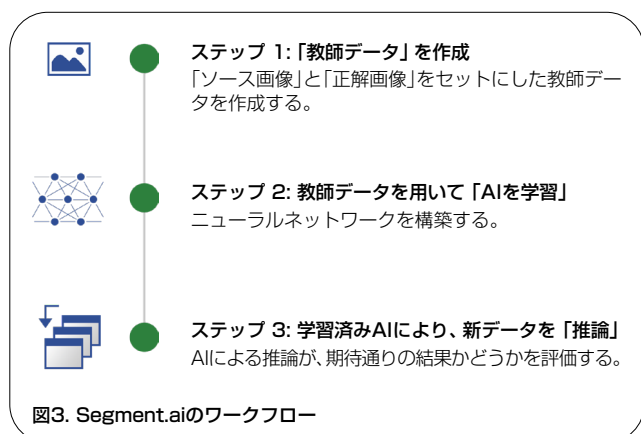 ステップ 1:「教師データ」を作成
「ソース画像」と「正解画像」をセットにした教師デー
タを作成する。
ステップ 2: 教師データを用いて「AIを学習」
ニューラルネットワークを構築する。
ステップ 3: 学習済みAIにより、新データを「推論」
AIによる推論が、期待通りの結果かどうかを評価する。
図3. Segment.aiのワークフロー